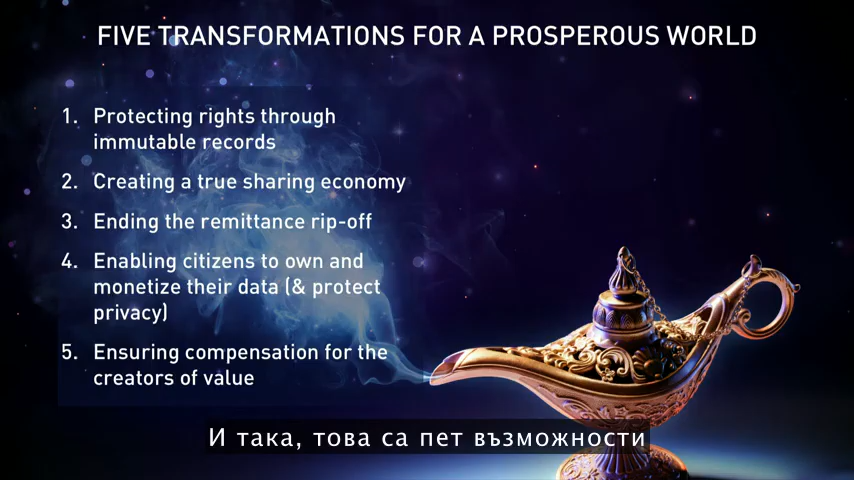 FIVE TRANSFORMATIONS FOR A PROSPEROUS WORLD
1. Protecting rights through
immutable records
2. Creating a true sharing economy
3. Ending the remittance rip-off
4. Enabling citizens to own and
monetize their data (& protect
privacy)
5. Ensuring compensation for the
creators of value
И така, това са пет възможности